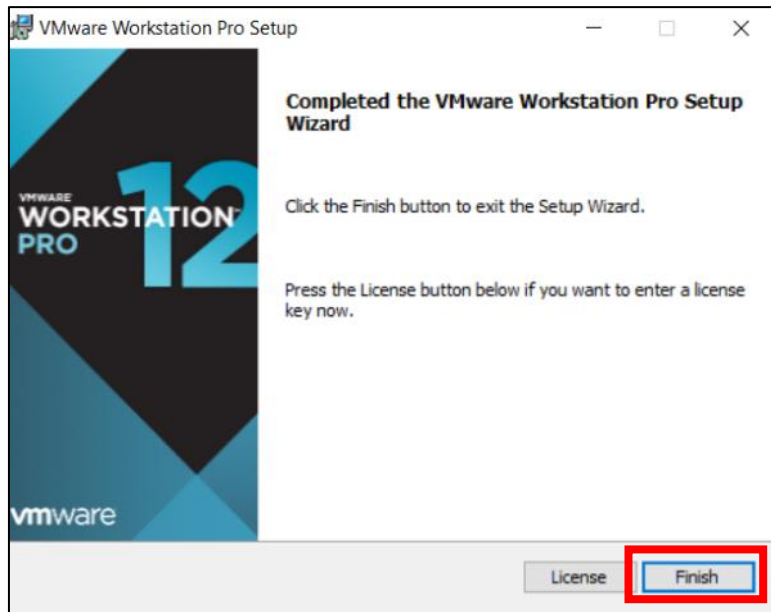 VMware Workstation Pro Setup
Completed the VMware Workstation Pro Setup
Wizard
VMWARE
WORKSTATION™
PRO
12
Click the Finish button to exit the Setup Wizard.
Press the License button below if you want to enter a license
key now.
vmware
License
Finish